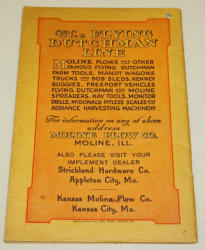 THE FLYING
DUTCHMAN
LINE
MOLINE PLOWS AND OTHER
FAMOUS FLYING DUTCHMAN
FARM TOOLS, MANDT WAGONS
TRUCKS AND BOB SLEDS, HENNEY
BUGGIES, FREEPORT VEHICLES
FLYING DUTCHMAN AND MOLINE
SPREADERS, HAY TOOLS, MONITOR
DRILLS, McDONALD PITLESS SCALES AND
ADRIANCE HARVESTING MACHINERY
For information on any of above
address
MOLINE PLOW CO.
MOLINE, ILL.
ALSO PLEASE VISIT YOUR
IMPLEMENT DEALER
Strickland Hardware Co.
Appleton City, Mo.
Kansas Moline Plow Co.
Kansas City, Mo.